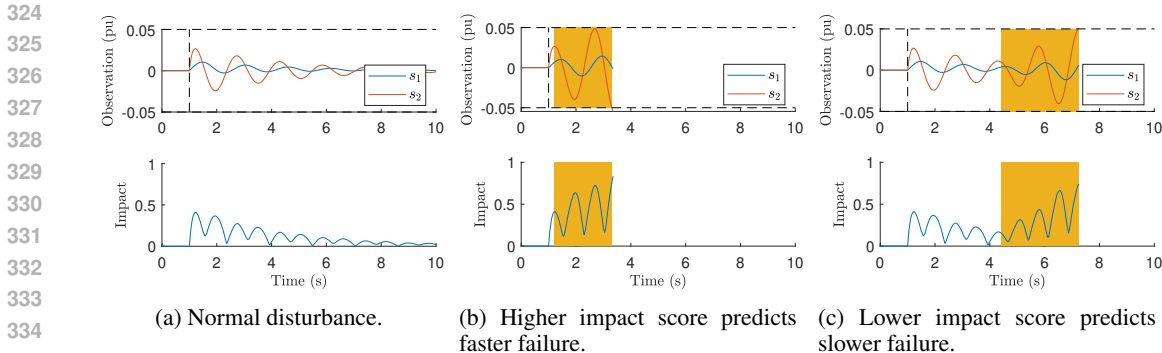 324
325
326
327
328
329
330
331
332
333
334
Observation (pu)
0.05
0
-0.05
s1
s2
0 2 4 6 8 10
Impact
1
0.5
0
0 2 4 6 8 10
Time (s)
(a) Normal disturbance.
Observation (pu)
0.05
0
-0.05
s1
s2
0 2 4 6 8 10
Impact
1
0.5
0
0 2 4 6 8 10
Time (s)
(b) Higher impact score predicts
faster failure.
Observation (pu)
0.05
0
-0.05
s1
s2
0 2 4 6 8 10
Impact
1
0.5
0
0 2 4 6 8 10
Time (s)
(c) Lower impact score predicts
slower failure.